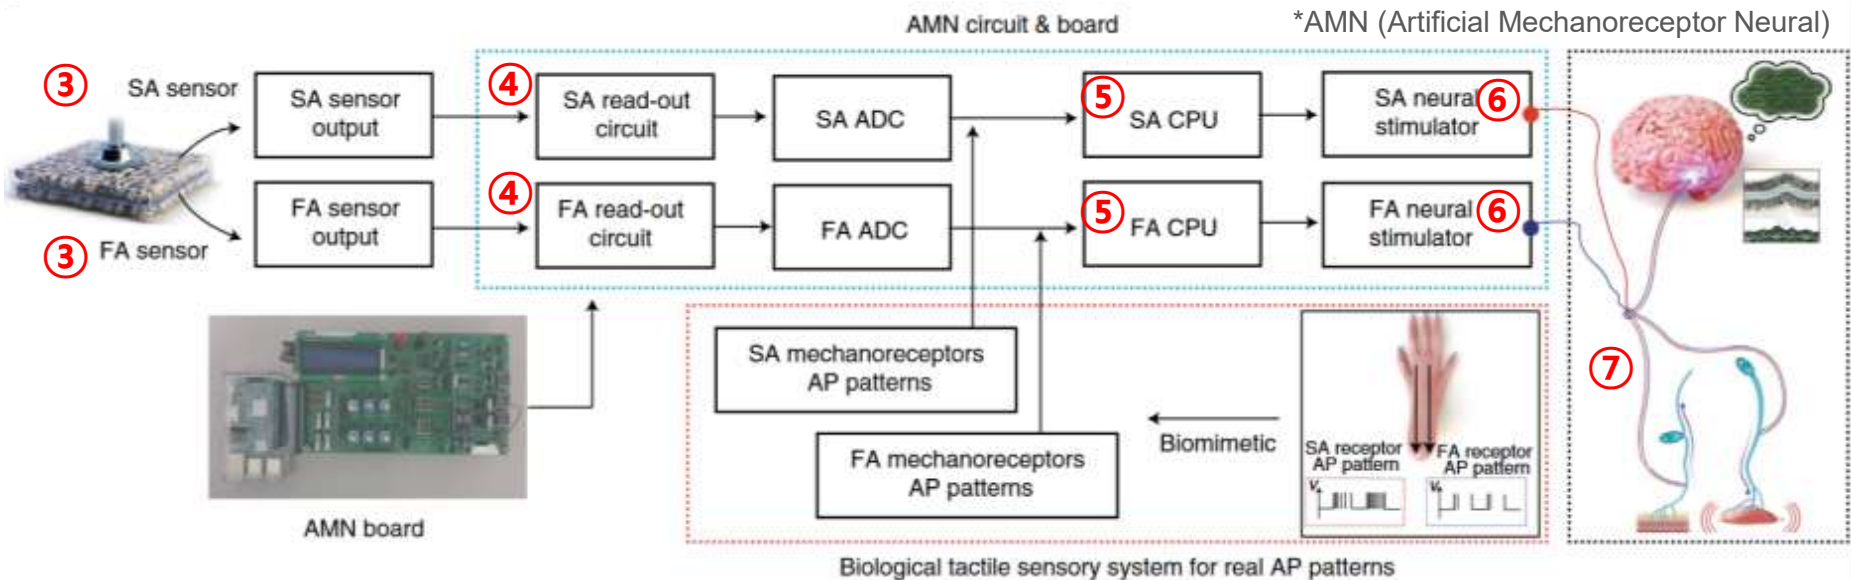 AMN circuit & board
*AMN (Artificial Mechanoreceptor Neural)
③
SA sensor
SA sensor
output
④
SA read-out
circuit
SA ADC
⑤
SA CPU
SA neural
stimulator
⑥
③
FA sensor
FA sensor
output
④
FA read-out
circuit
FA ADC
⑤
FA CPU
FA neural
stimulator
⑥
AMN board
SA mechanoreceptors
AP patterns
FA mechanoreceptors
AP patterns
Biomimetic
SA receptor
AP pattern
FA receptor
AP pattern
⑦
Biological tactile sensory system for real AP patterns